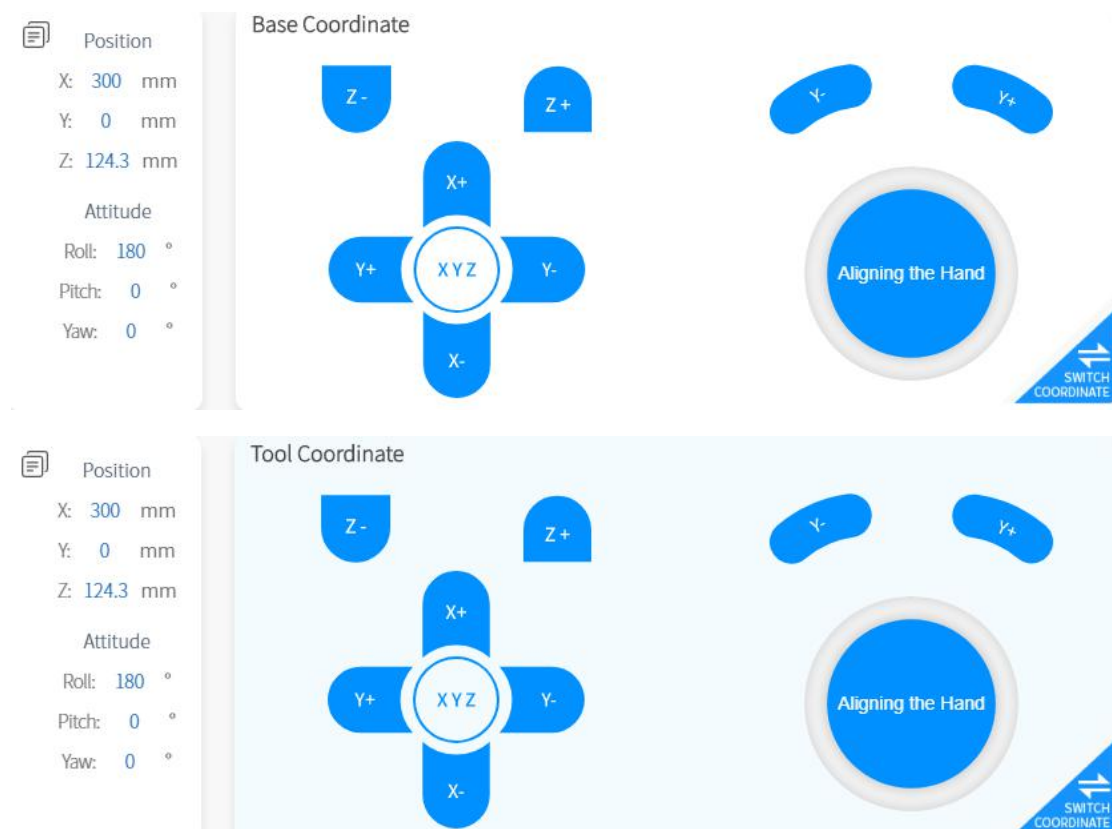 Base Coordinate
Position
X: 300 mm
Y: 0 mm
Z: 124.3 mm
Attitude
Roll: 180 °
Pitch: 0 °
Yaw: 0 °
Z -
Z +
X+
Y+
X Y Z
Y-
X-
Y-
Y+
Aligning the Hand
SWITCH
COORDINATE
Tool Coordinate
Position
X: 300 mm
Y: 0 mm
Z: 124.3 mm
Attitude
Roll: 180 °
Pitch: 0 °
Yaw: 0 °
Z -
Z +
X+
Y+
X Y Z
Y-
X-
Y-
Y+
Aligning the Hand
SWITCH
COORDINATE